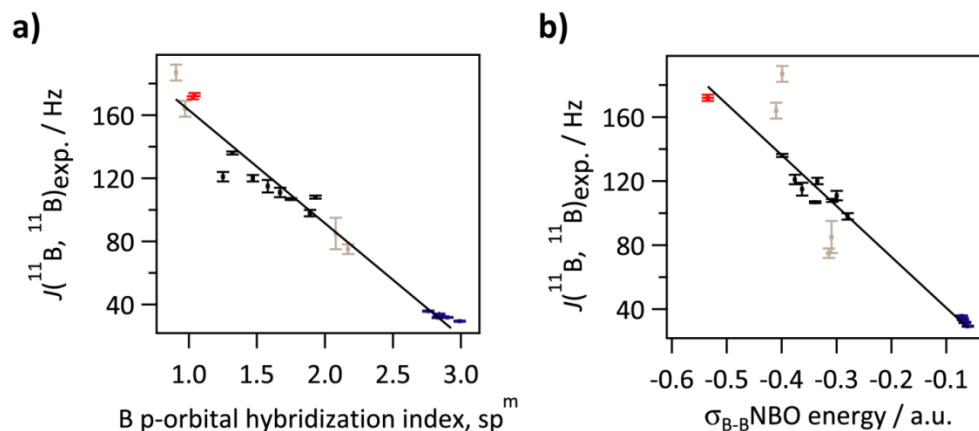 a)
J(¹¹B, ¹¹B)exp. / Hz
160
120
80
40
1.0 1.5 2.0 2.5 3.0
B p-orbital hybridization index, spᵐ
b)
J(¹¹B, ¹¹B)exp. / Hz
160
120
80
40
-0.6 -0.5 -0.4 -0.3 -0.2 -0.1
σB-BNBO energy / a.u.